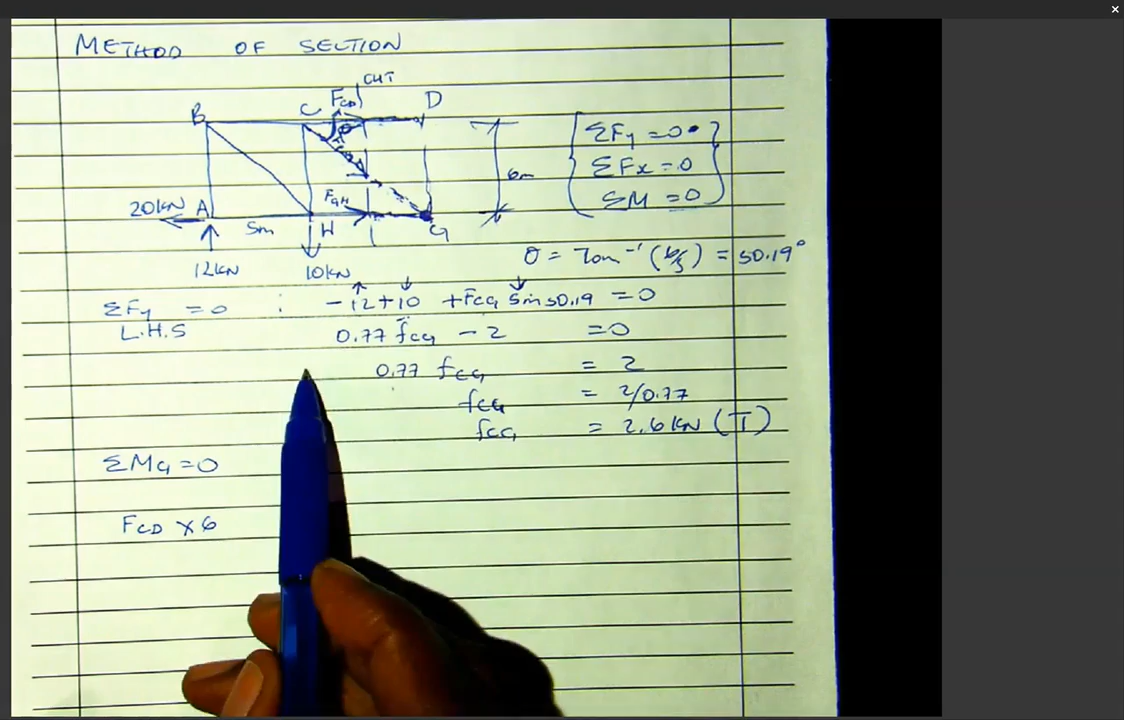 METHOD OF SECTION
CUT
B C FCD D
6m
ΣFy = 0
ΣFx = 0
ΣM = 0
20KN A
5m
FGH
H
G
12KN
10KN
θ = Tan⁻¹ (6/5) = 50.19°
ΣFy = 0 : -12 + 10 + FCG Sin 50.19 = 0
L.H.S
0.77 fCG - 2 = 0
0.77 fCG = 2
fCG = 2/0.77
fCG = 2.6 KN (T)
ΣMG = 0
FCD × 6